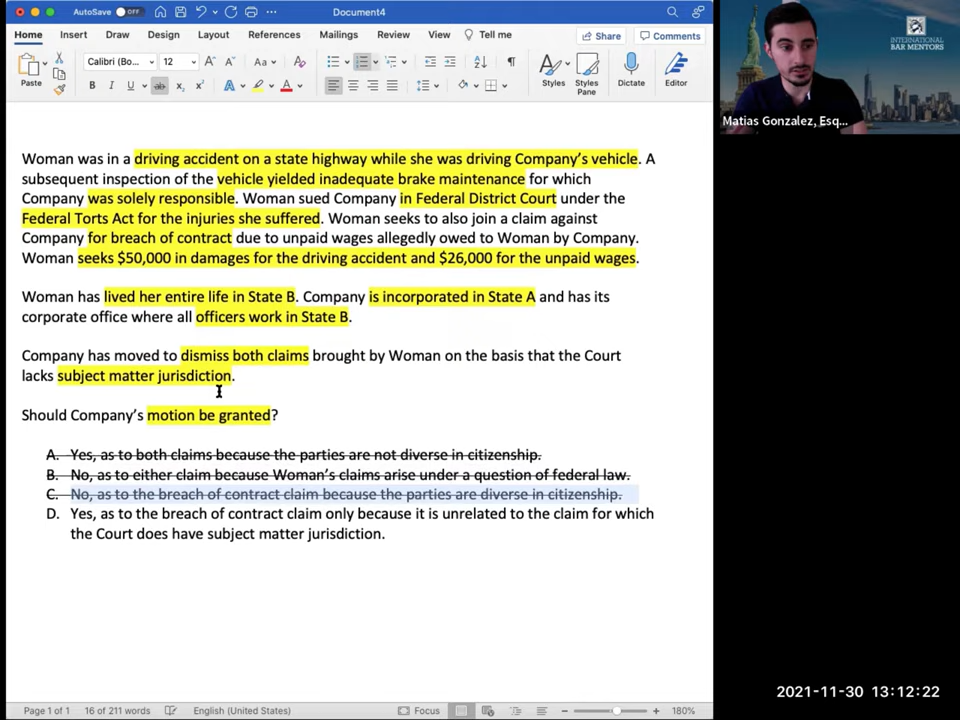 AutoSave OFF Document4
Home Insert Draw Design Layout References Mailings Review View Tell me Share Comments
Paste Calibri (Bo... 12 Styles Styles Pane Dictate Editor
INTERNATIONAL
BAR MENTORS
Matias Gonzalez, Esq...
Woman was in a driving accident on a state highway while she was driving Company's vehicle. A
subsequent inspection of the vehicle yielded inadequate brake maintenance for which
Company was solely responsible. Woman sued Company in Federal District Court under the
Federal Torts Act for the injuries she suffered. Woman seeks to also join a claim against
Company for breach of contract due to unpaid wages allegedly owed to Woman by Company.
Woman seeks $50,000 in damages for the driving accident and $26,000 for the unpaid wages.
Woman has lived her entire life in State B. Company is incorporated in State A and has its
corporate office where all officers work in State B.
Company has moved to dismiss both claims brought by Woman on the basis that the Court
lacks subject matter jurisdiction.
Should Company's motion be granted?
A. Yes, as to both claims because the parties are not diverse in citizenship.
B. No, as to either claim because Woman's claims arise under a question of federal law.
C. No, as to the breach of contract claim because the parties are diverse in citizenship.
D. Yes, as to the breach of contract claim only because it is unrelated to the claim for which
the Court does have subject matter jurisdiction.
2021-11-30 13:12:22
Page 1 of 1 16 of 211 words English (United States) Focus 180%